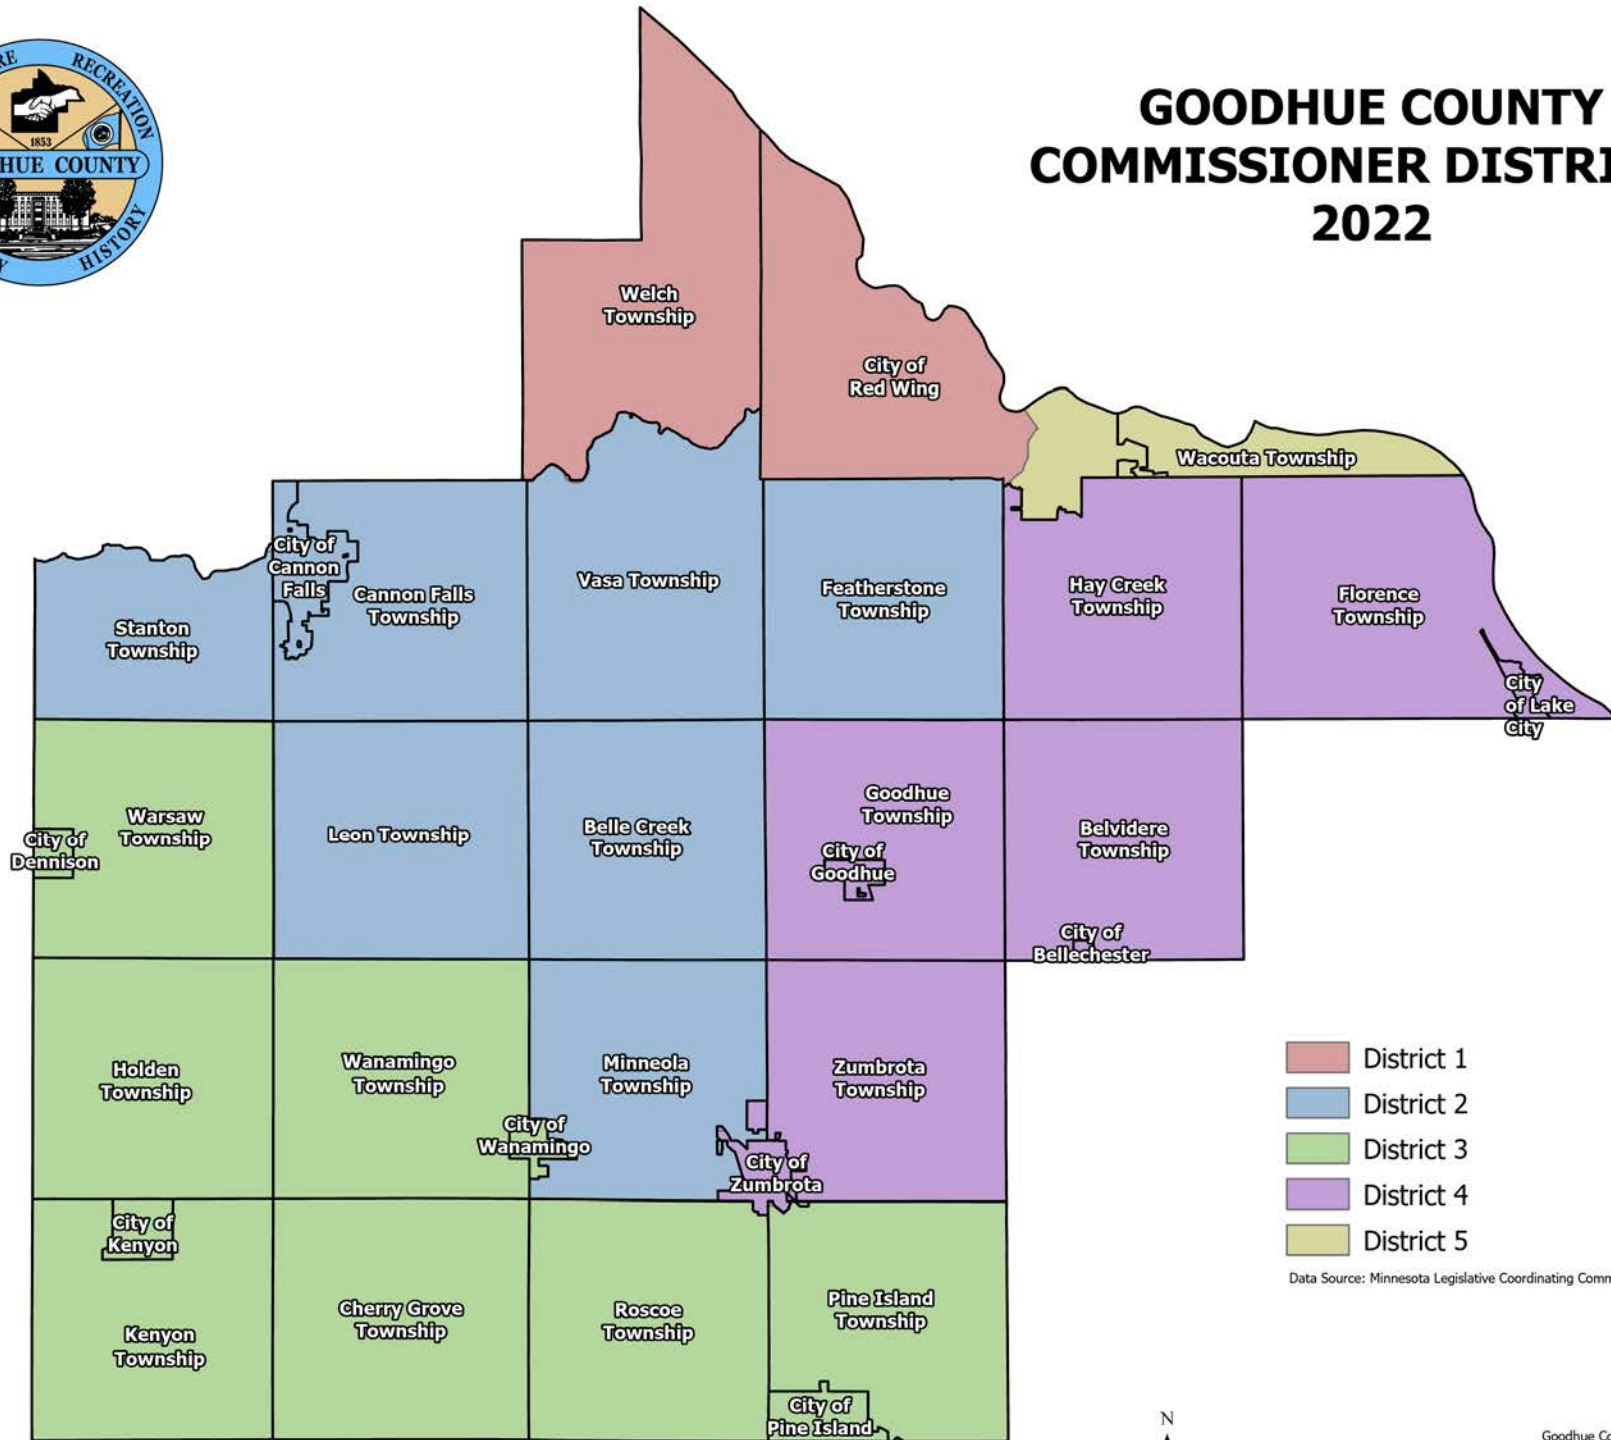 RECREATION
1853
HUE COUNTY
HISTORY
GOODHUE COUNTY
COMMISSIONER DISTRI
2022
Welch
Township
City of
Red Wing
Wacouta Township
City of
Cannon
Falls
Cannon Falls
Township
Vasa Township
Featherstone
Township
Hay Creek
Township
Florence
Township
Stanton
Township
City
of Lake
City
Warsaw
Township
City of
Dennison
Leon Township
Belle Creek
Township
Goodhue
Township
City of
Goodhue
Belvidere
Township
City of
Bellechester
Holden
Township
Wanamingo
Township
City of
Wanamingo
Minneola
Township
Zumbrota
Township
City of
Zumbrota
City of
Kenyon
Kenyon
Township
Cherry Grove
Township
Roscoe
Township
Pine Island
Township
City of
Pine Island
District 1
District 2
District 3
District 4
District 5
Data Source: Minnesota Legislative Coordinating Comm
N
Goodhue Co